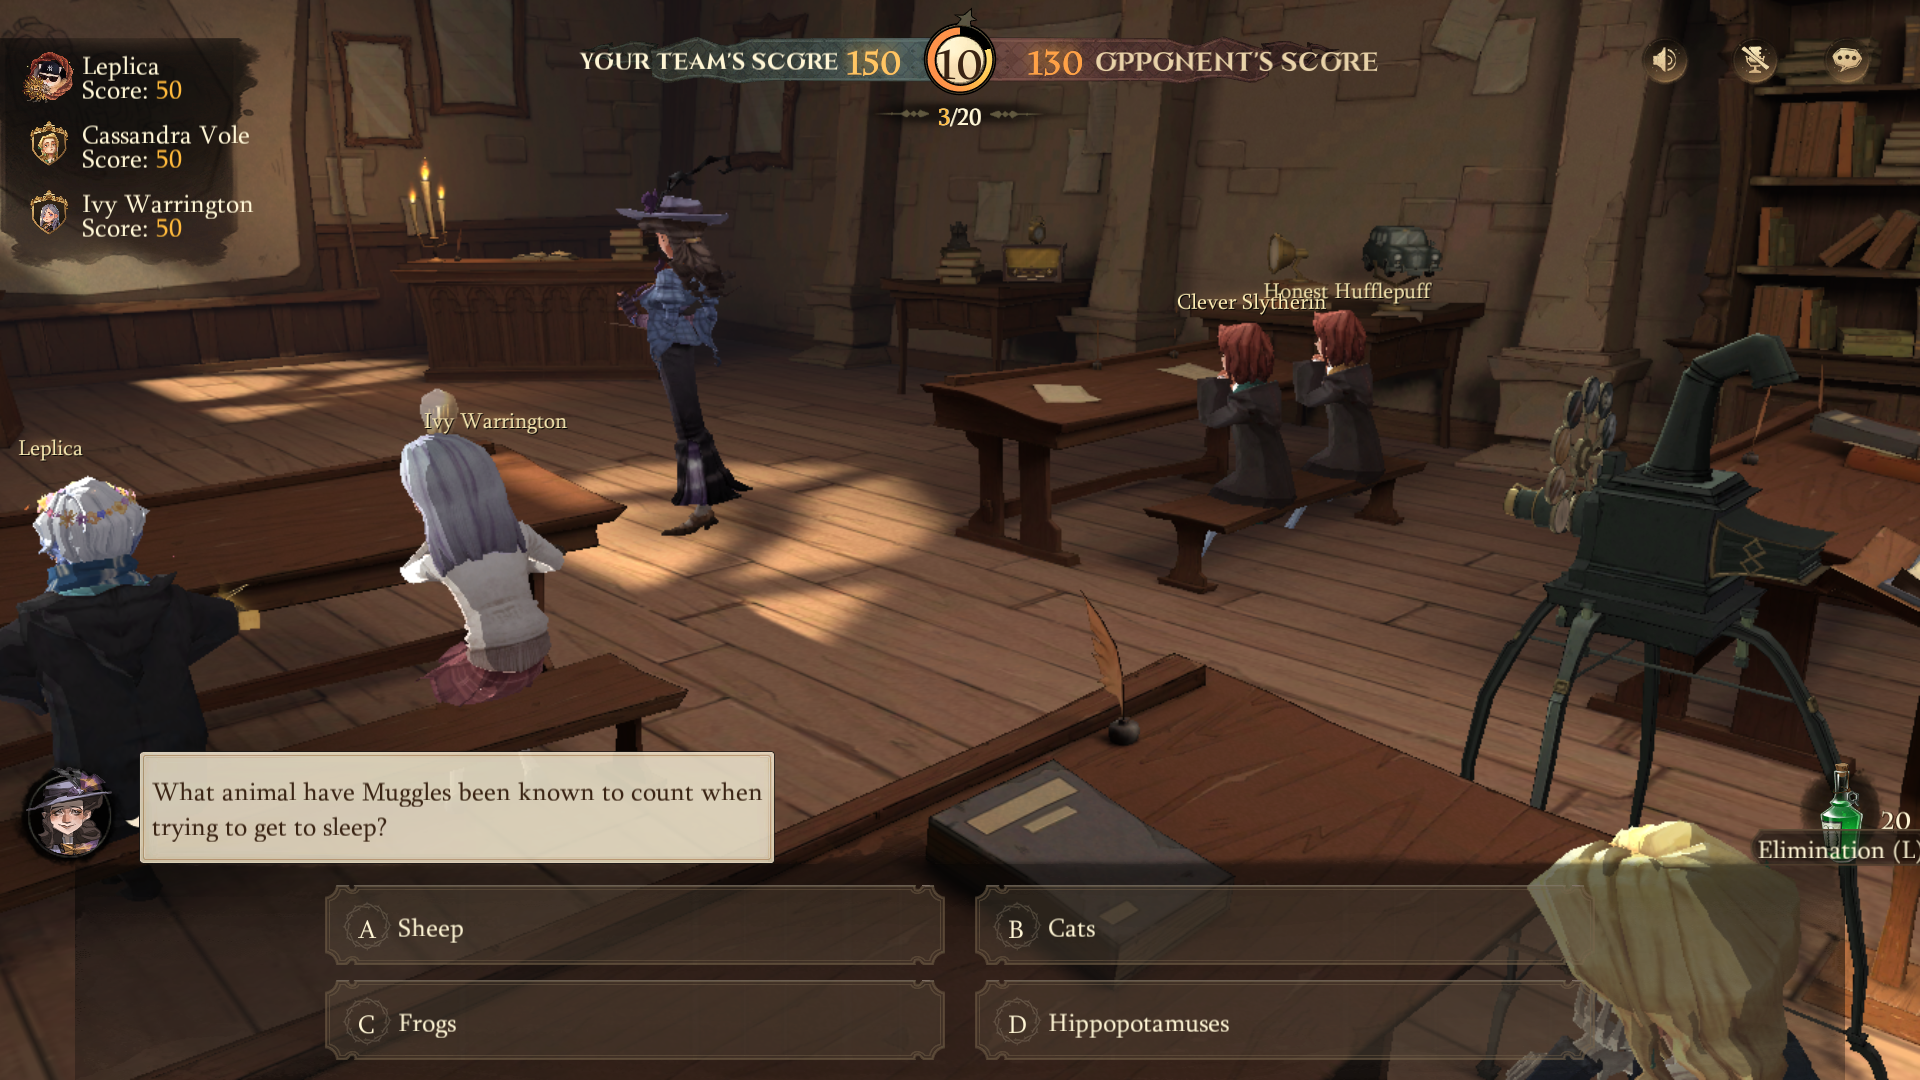 Leplica
Score: 50
Cassandra Vole
Score: 50
Ivy Warrington
Score: 50
YOUR TEAM'S SCORE 150 10 130 OPPONENT'S SCORE
3/20
Honest Hufflepuff
Clever Slytherin
Ivy Warrington
Leplica
What animal have Muggles been known to count when
trying to get to sleep?
20
Elimination (L)
A Sheep
B Cats
C Frogs
D Hippopotamuses